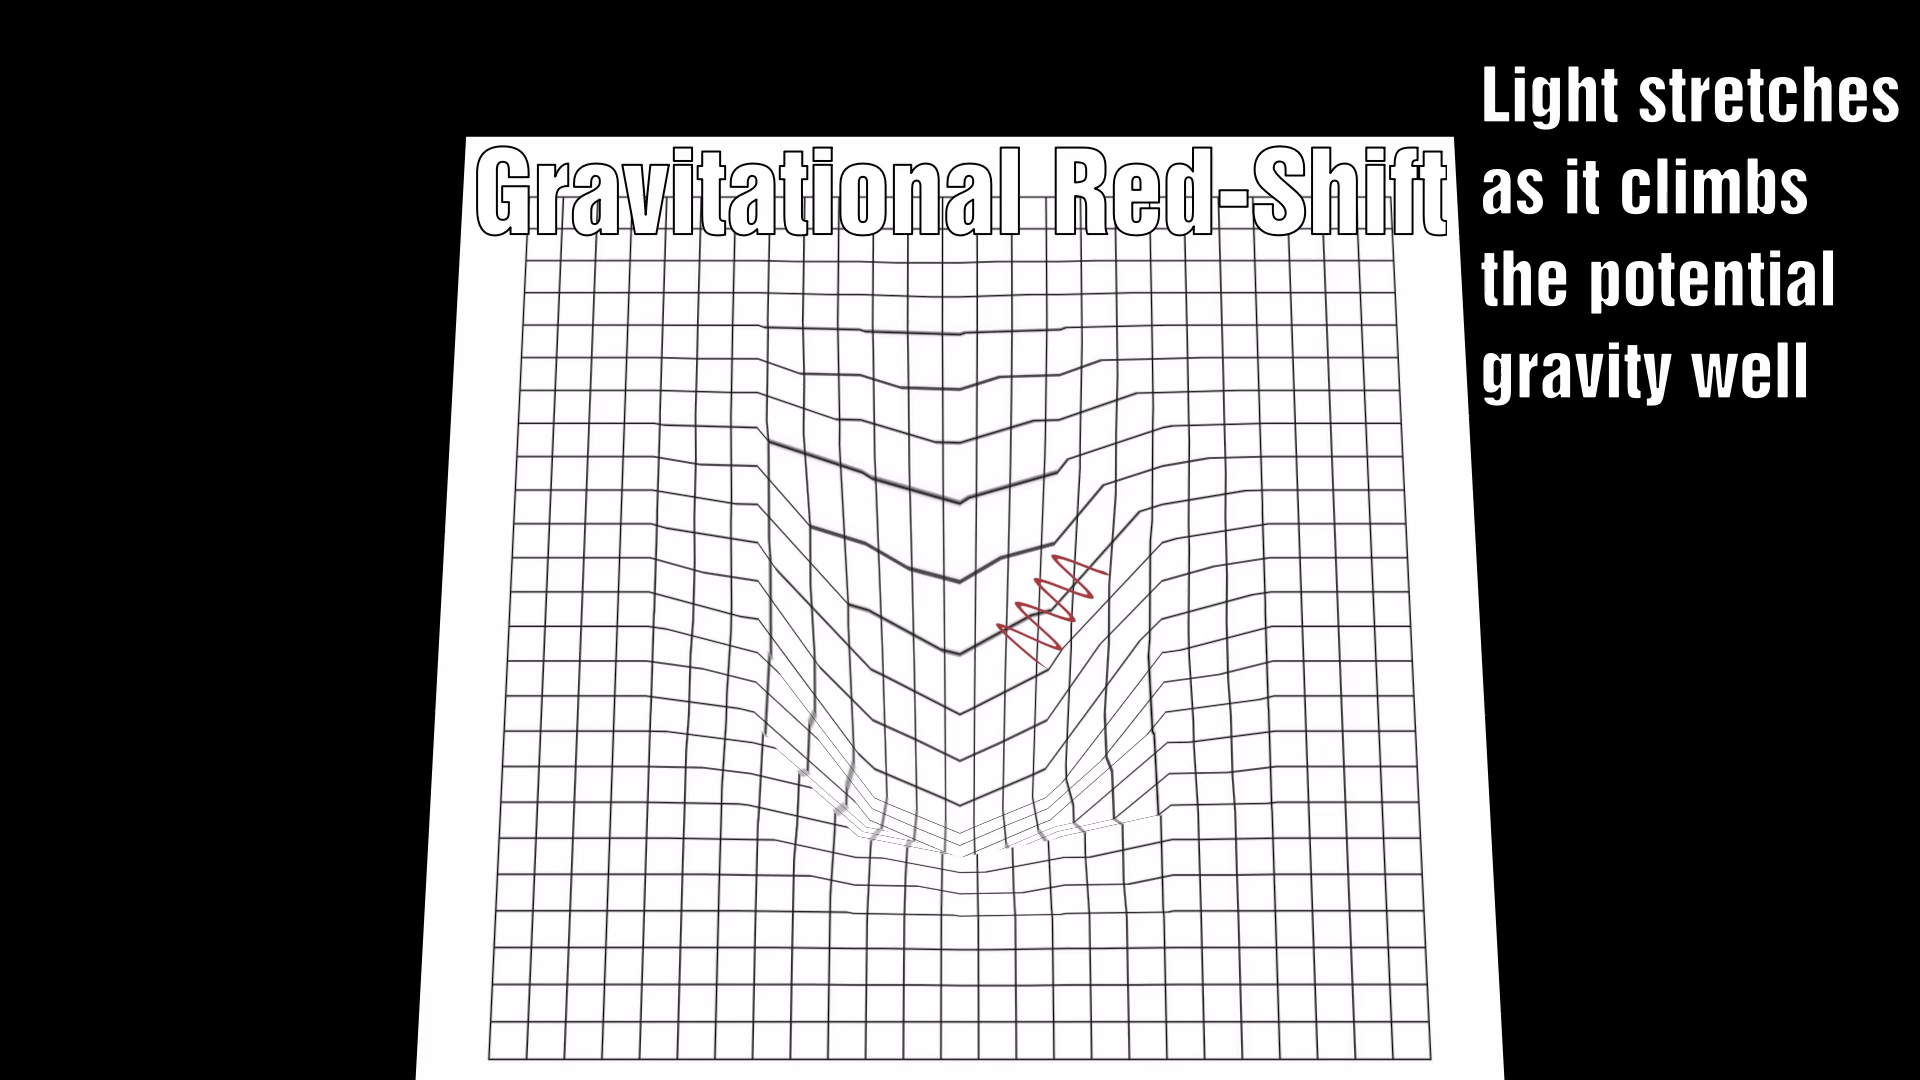 Gravitational Red-Shift
Light stretches
as it climbs
the potential
gravity well